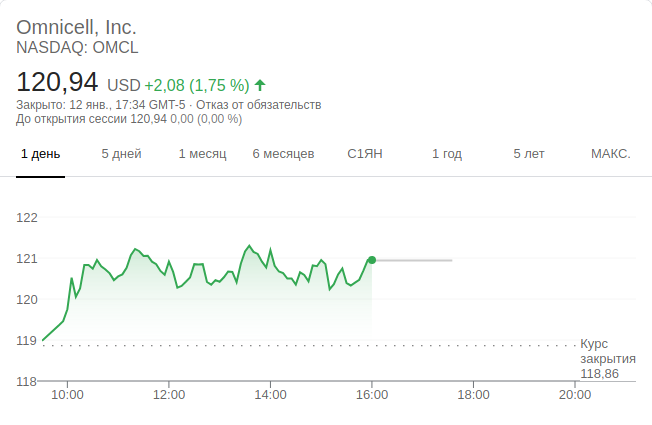 Omnicell, Inc.
NASDAQ: OMCL
120,94 USD +2,08 (1,75 %)
Закрыто: 12 янв., 17:34 GMT-5 · Отказ от обязательств
До открытия сессии 120,94 0,00 (0,00 %)
1 день 5 дней 1 месяц 6 месяцев С1ЯН 1 год 5 лет МАКС.
122
121
120
119
Курс
закрытия
118,86
118
10:00 12:00 14:00 16:00 18:00 20:00